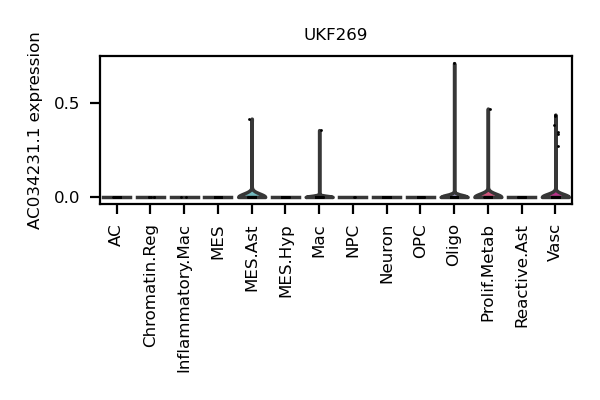 UKF269
AC034231.1 expression
0.5
0.0
AC
Chromatin.Reg
Inflammatory.Mac
MES
MES.Ast
MES.Hyp
Mac
NPC
Neuron
OPC
Oligo
Prolif.Metab
Reactive.Ast
Vasc